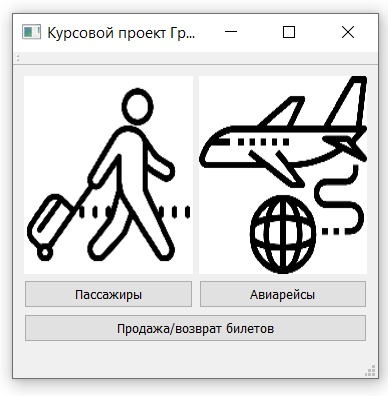 Курсовой проект Гр...
Пассажиры
Авиарейсы
Продажа/возврат билетов